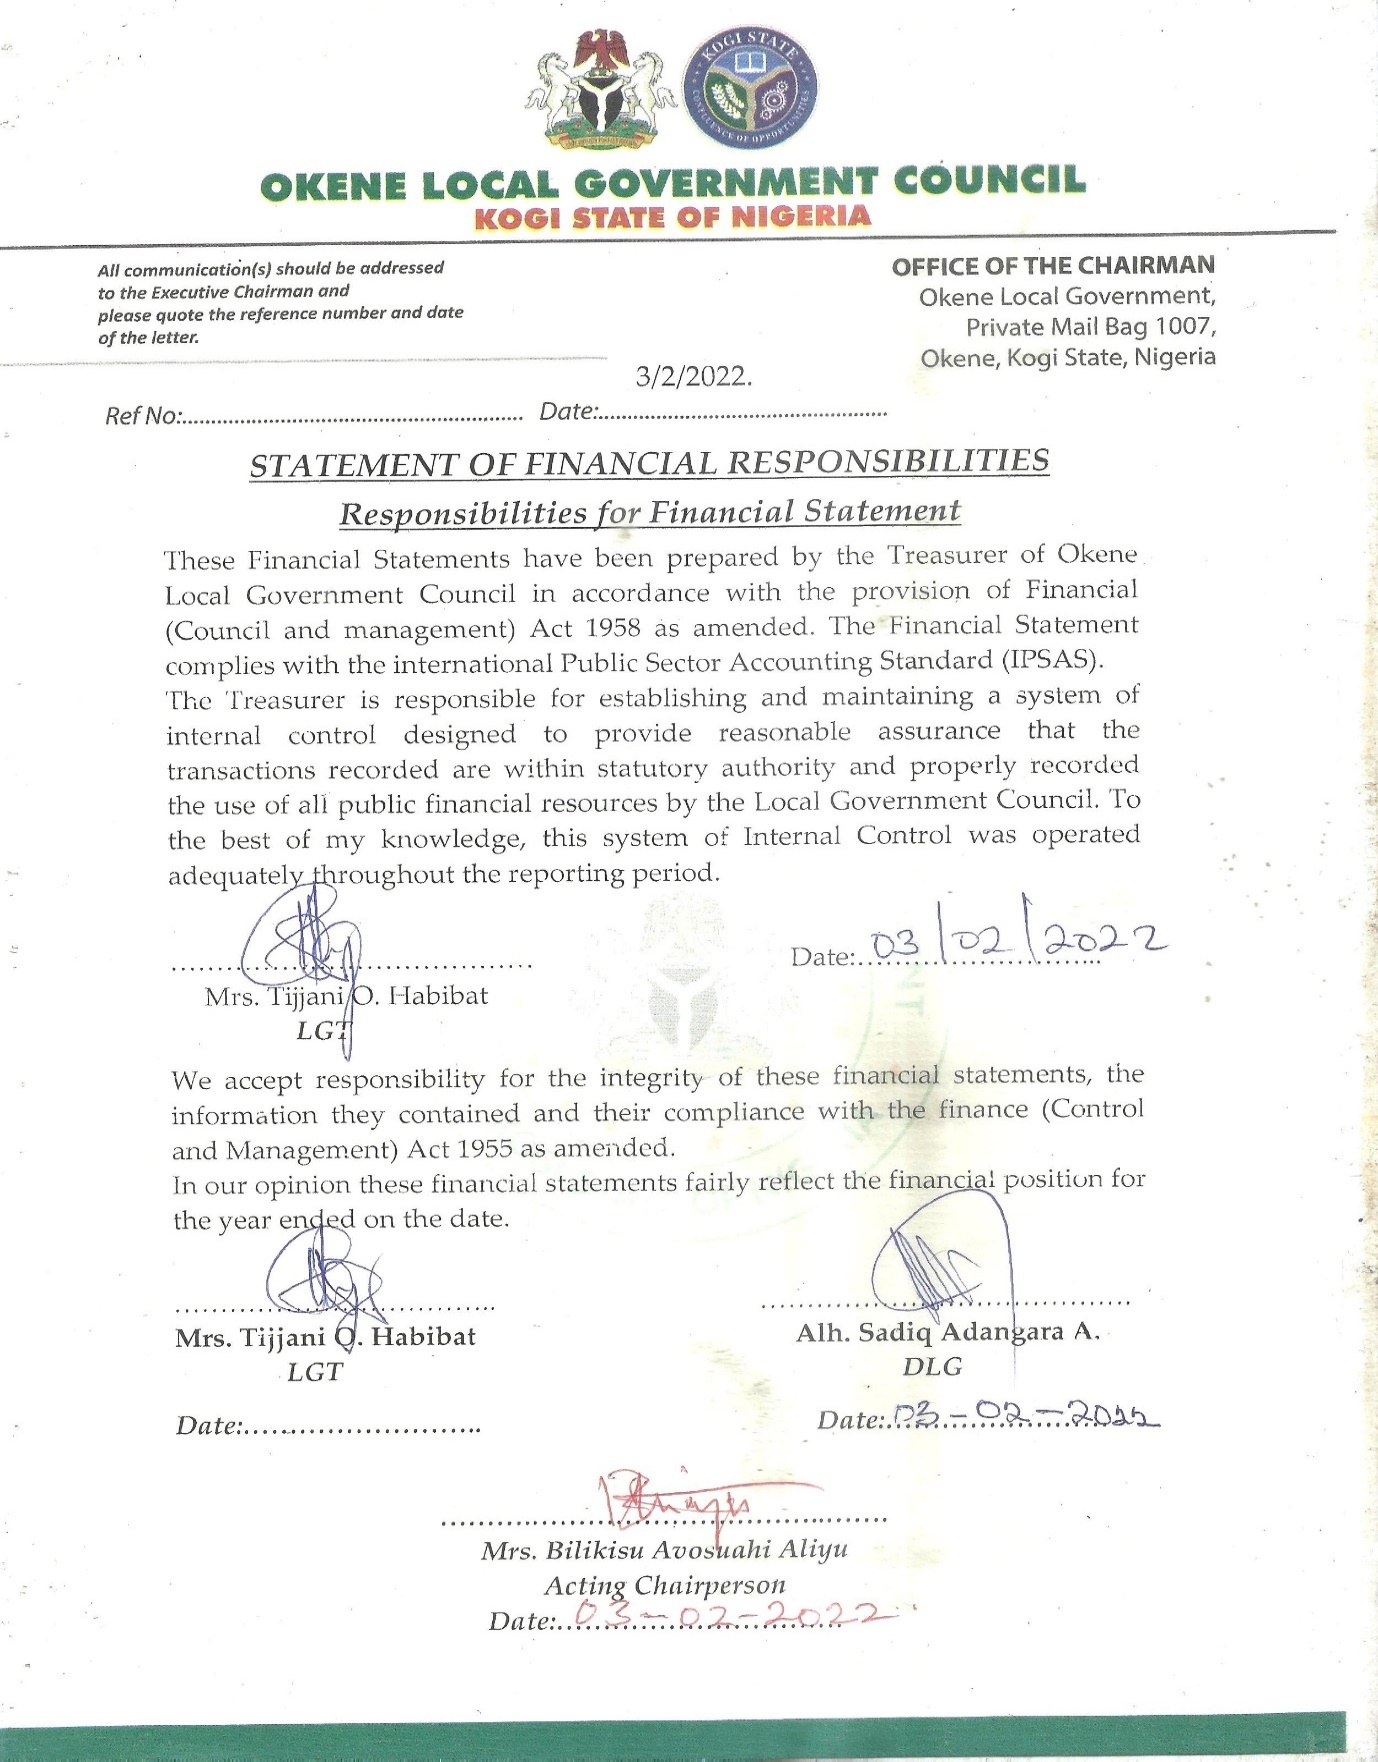 KOGI STATE
CONFLUENCE OF OPPORTUNITIES
OKENE LOCAL GOVERNMENT COUNCIL
KOGI STATE OF NIGERIA
All communication(s) should be addressed
to the Executive Chairman and
please quote the reference number and date
of the letter.
OFFICE OF THE CHAIRMAN
Okene Local Government,
Private Mail Bag 1007,
Okene, Kogi State, Nigeria
3/2/2022.
Ref No:.................................................... Date:................................................
STATEMENT OF FINANCIAL RESPONSIBILITIES
Responsibilities for Financial Statement
These Financial Statements have been prepared by the Treasurer of Okene
Local Government Council in accordance with the provision of Financial
(Council and management) Act 1958 as amended. The Financial Statement
complies with the international Public Sector Accounting Standard (IPSAS).
The Treasurer is responsible for establishing and maintaining a system of
internal control designed to provide reasonable assurance that the
transactions recorded are within statutory authority and properly recorded
the use of all public financial resources by the Local Government Council. To
the best of my knowledge, this system of Internal Control was operated
adequately throughout the reporting period.
Date: 03/02/2022
Mrs. Tijjani O. Habibat
LGT
We accept responsibility for the integrity of these financial statements, the
information they contained and their compliance with the finance (Control
and Management) Act 1955 as amended.
In our opinion these financial statements fairly reflect the financial position for
the year ended on the date.
Mrs. Tijjani O. Habibat
LGT
Date:............................
Alh. Sadiq Adangara A.
DLG
Date: 03-02-2022
Mrs. Bilikisu Avosuahi Aliyu
Acting Chairperson
Date: 03-02-2022